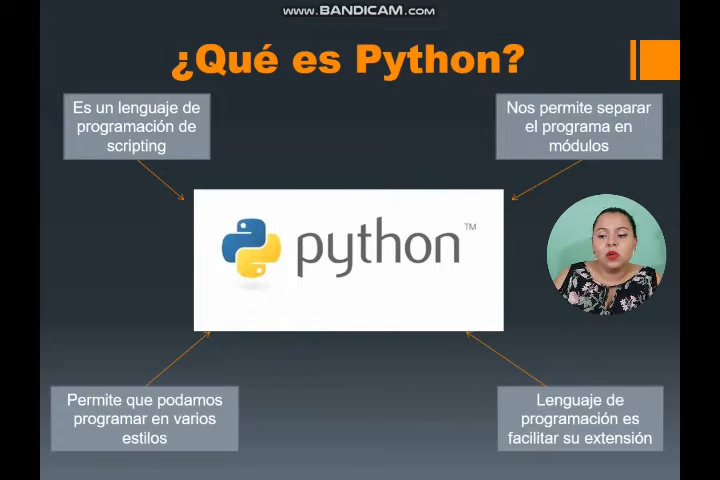 www.BANDICAM.com
¿Qué es Python?
Es un lenguaje de
programación de
scripting
Nos permite separar
el programa en
módulos
python™
Permite que podamos
programar en varios
estilos
Lenguaje de
programación es
facilitar su extensión